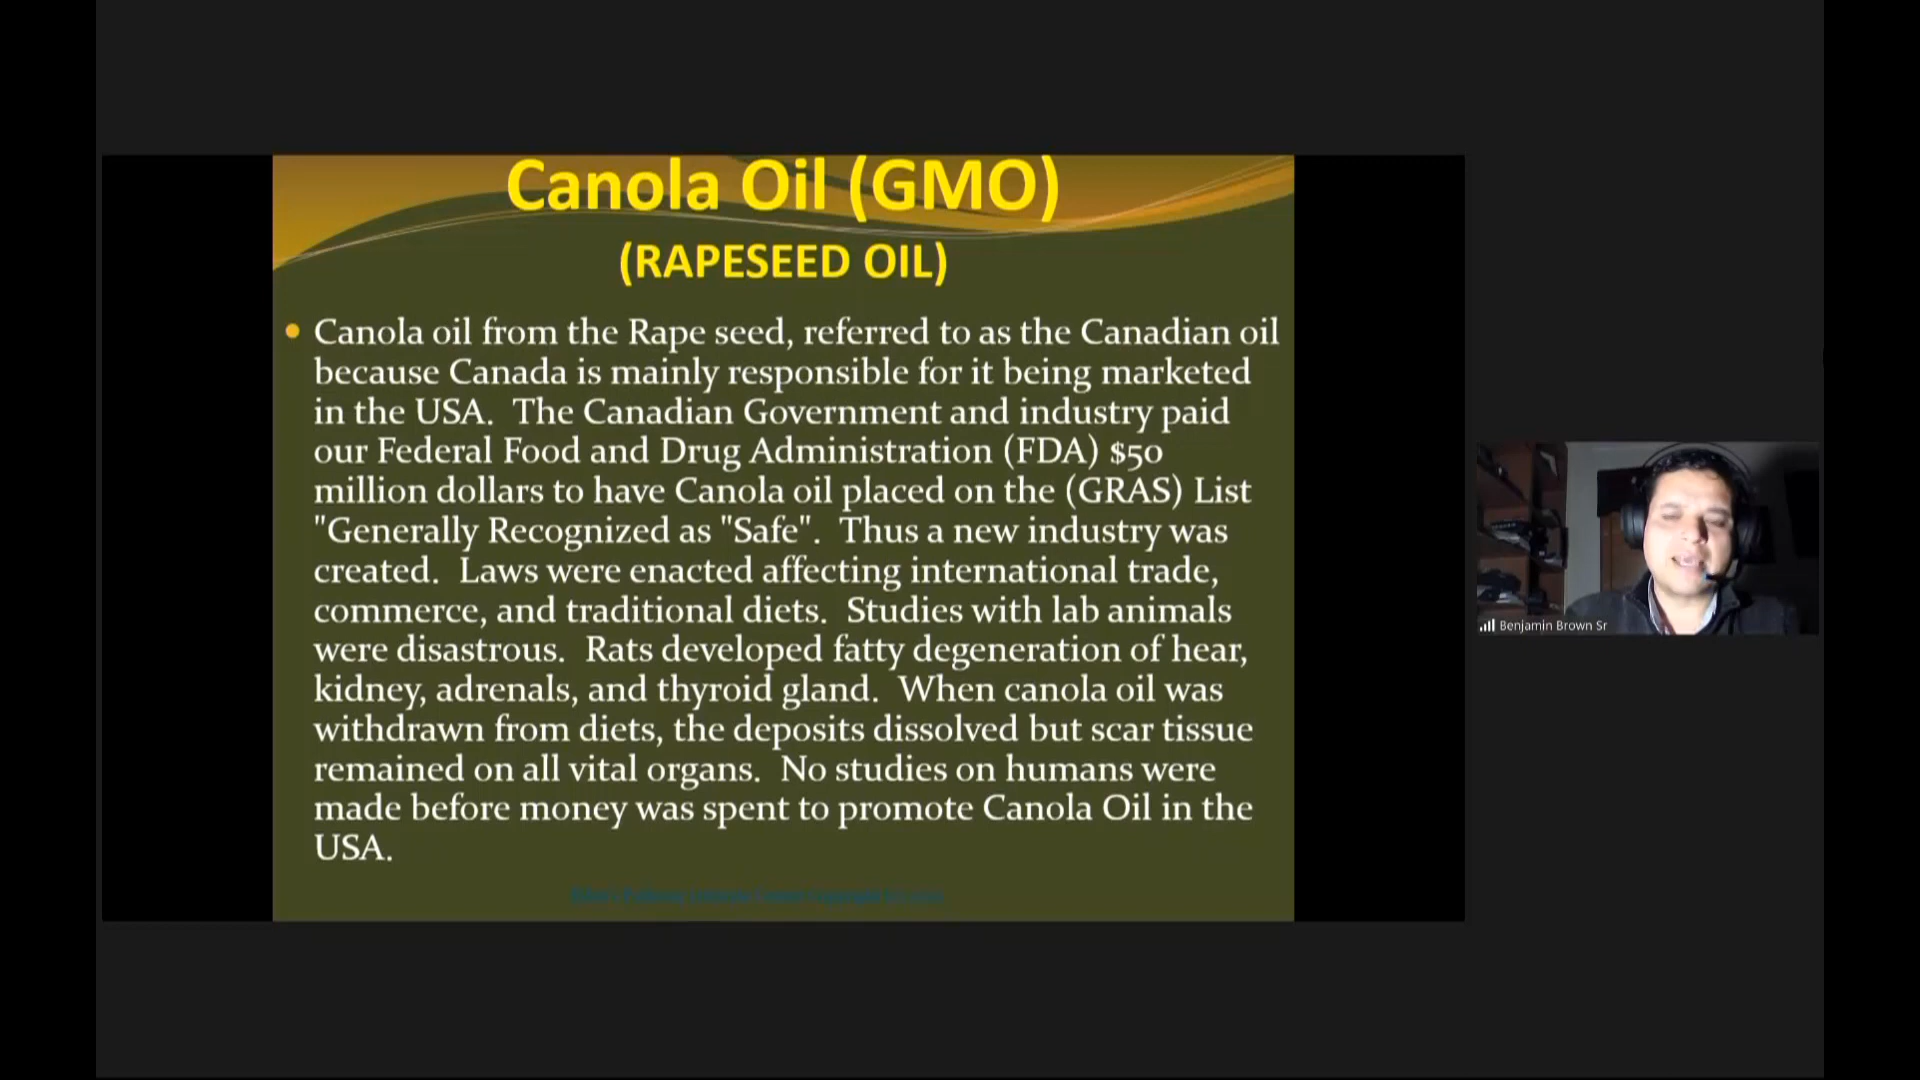 Canola Oil (GMO)
(RAPESEED OIL)
Canola oil from the Rape seed, referred to as the Canadian oil
because Canada is mainly responsible for it being marketed
in the USA.  The Canadian Government and industry paid
our Federal Food and Drug Administration (FDA) $50
million dollars to have Canola oil placed on the (GRAS) List
"Generally Recognized as "Safe".  Thus a new industry was
created.  Laws were enacted affecting international trade,
commerce, and traditional diets.  Studies with lab animals
were disastrous.  Rats developed fatty degeneration of hear,
kidney, adrenals, and thyroid gland.  When canola oil was
withdrawn from diets, the deposits dissolved but scar tissue
remained on all vital organs.  No studies on humans were
made before money was spent to promote Canola Oil in the
USA.
Benjamin Brown Sr